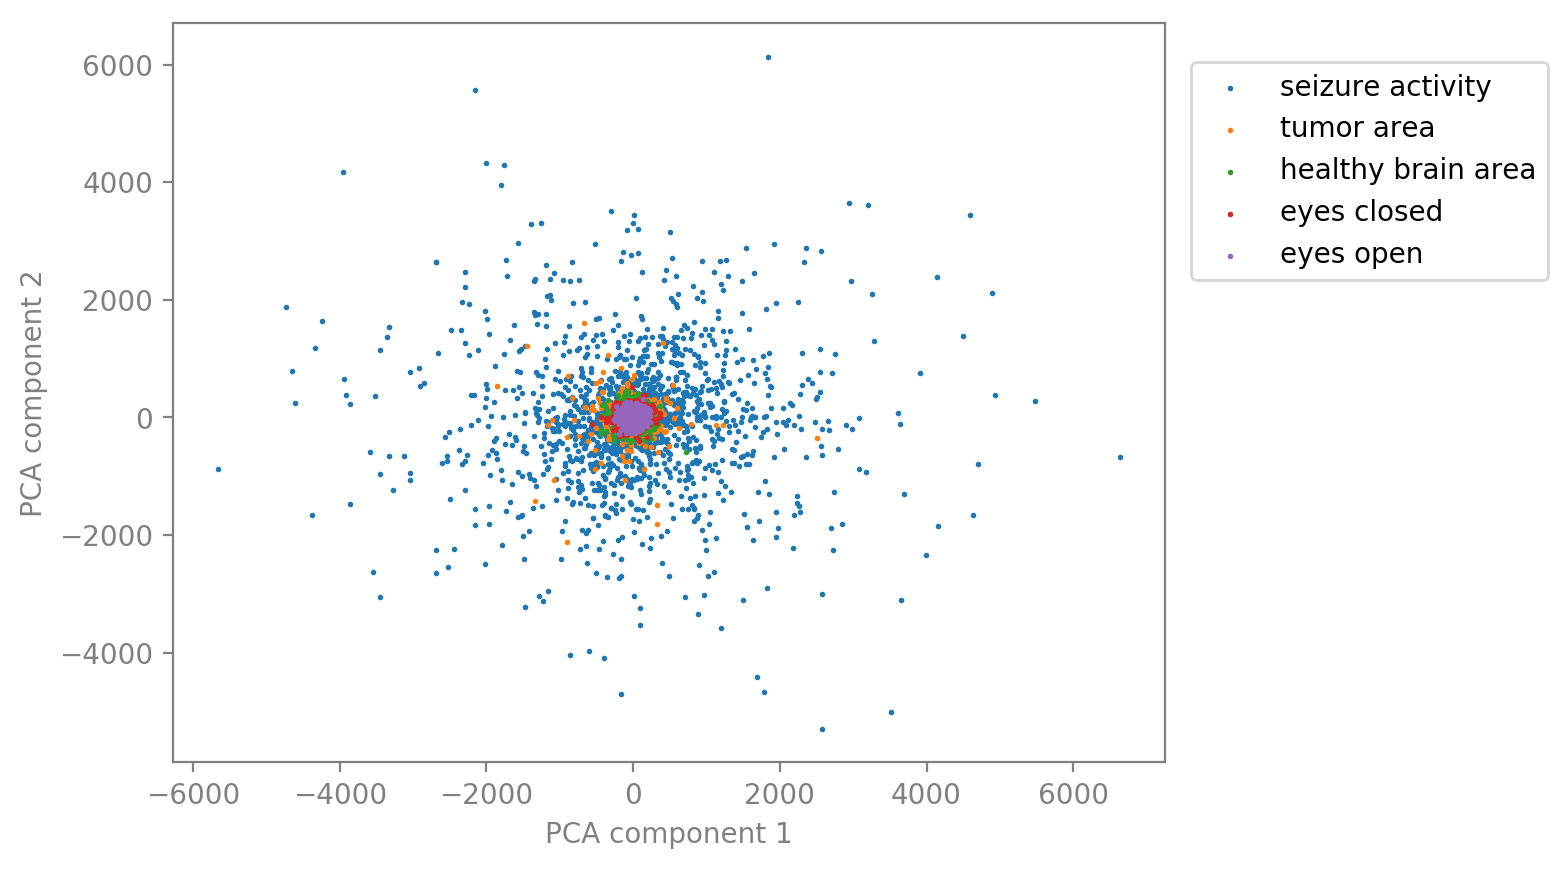 6000
4000
2000
0
−2000
−4000
PCA component 2
−6000
−4000
−2000
0
2000
4000
6000
PCA component 1
seizure activity
tumor area
healthy brain area
eyes closed
eyes open